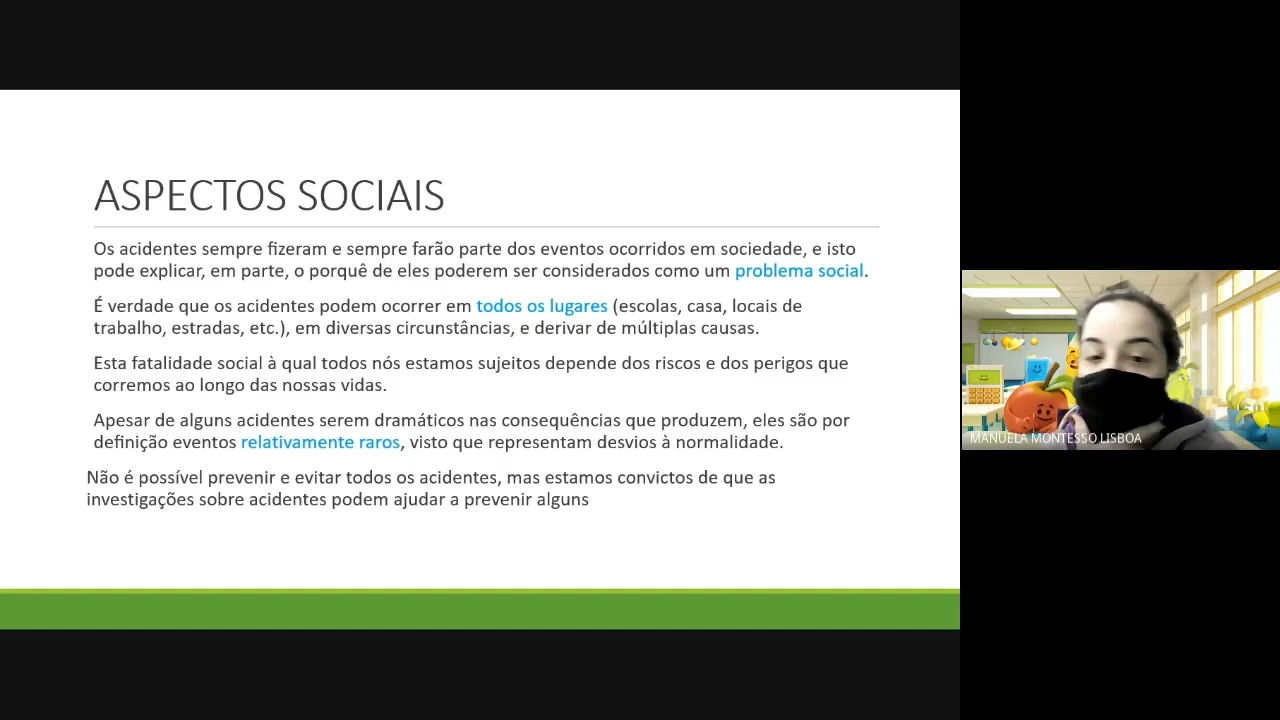 ASPECTOS SOCIAIS
Os acidentes sempre fizeram e sempre farão parte dos eventos ocorridos em sociedade, e isto
pode explicar, em parte, o porquê de eles poderem ser considerados como um problema social.
É verdade que os acidentes podem ocorrer em todos os lugares (escolas, casa, locais de
trabalho, estradas, etc.), em diversas circunstâncias, e derivar de múltiplas causas.
Esta fatalidade social à qual todos nós estamos sujeitos depende dos riscos e dos perigos que
corremos ao longo das nossas vidas.
Apesar de alguns acidentes serem dramáticos nas consequências que produzem, eles são por
definição eventos relativamente raros, visto que representam desvios à normalidade.
Não é possível prevenir e evitar todos os acidentes, mas estamos convictos de que as
investigações sobre acidentes podem ajudar a prevenir alguns
MANUELA MONTESSO LISBOA